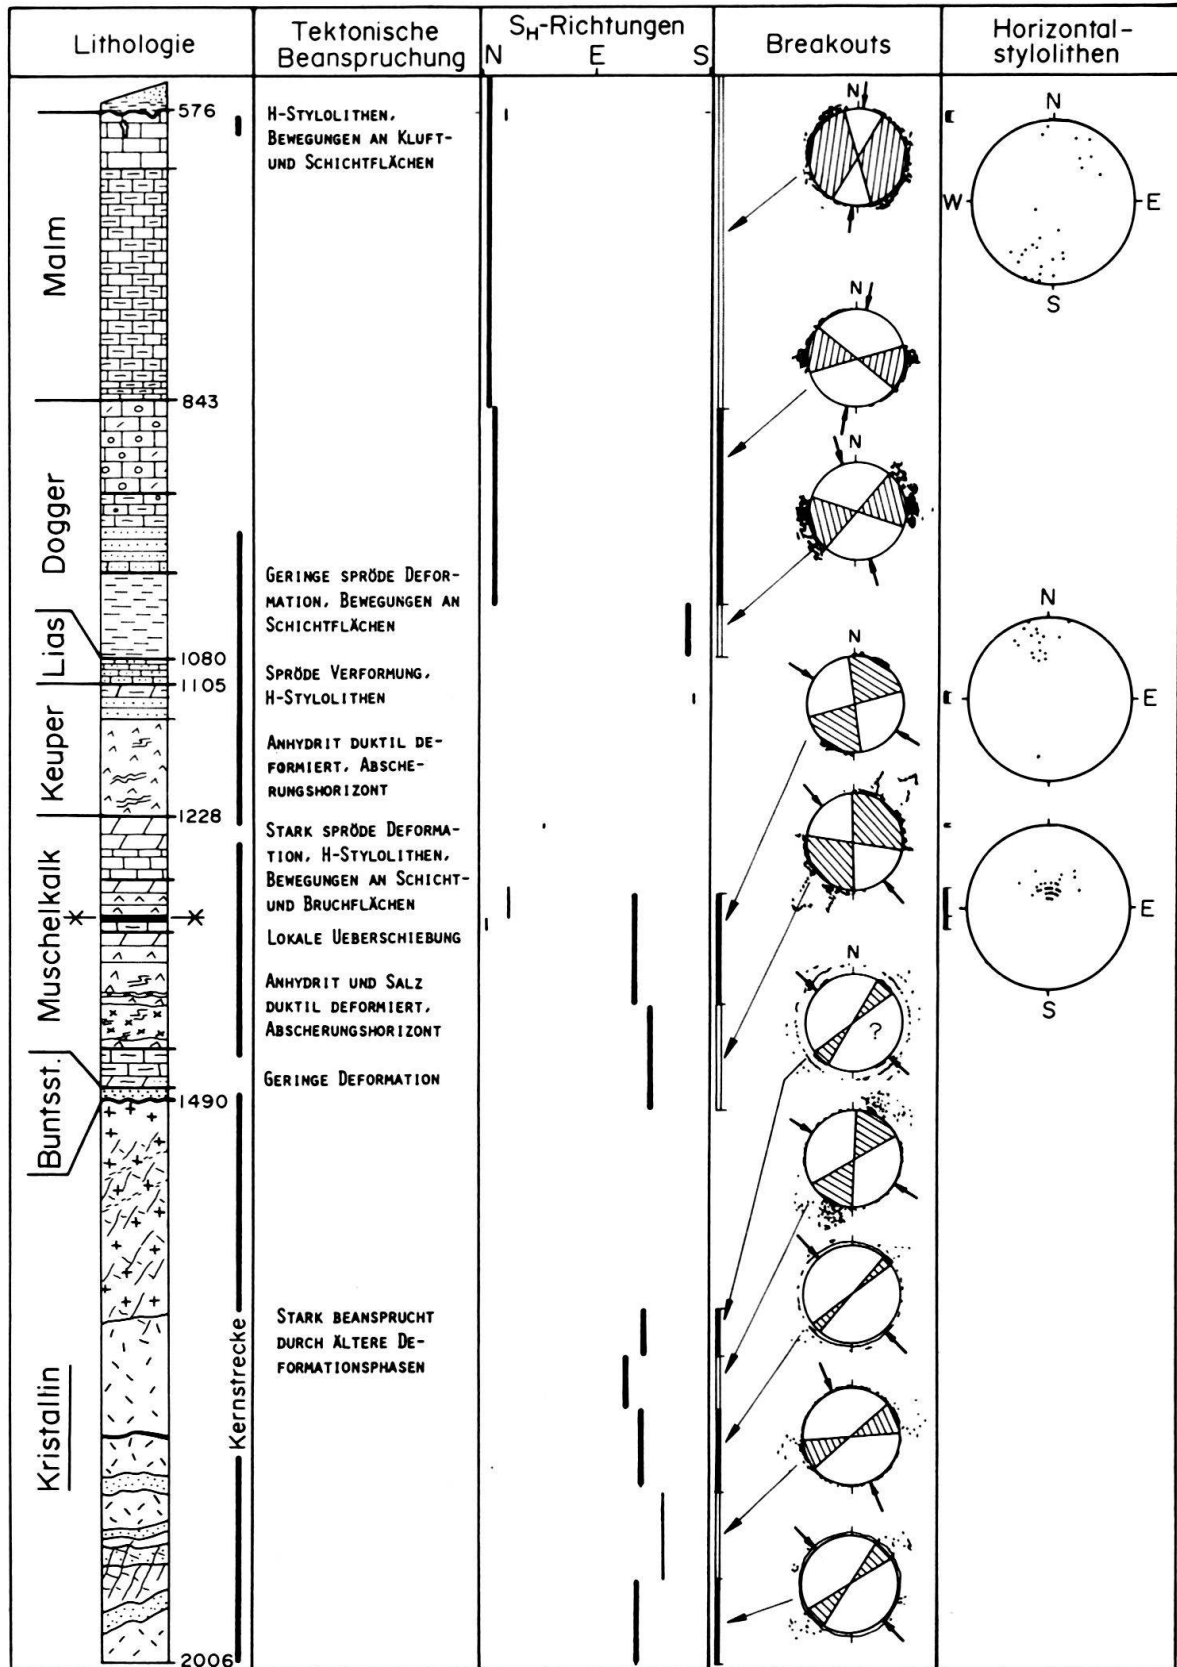 Lithologie
Tektonische
Beanspruchung
S_H-Richtungen
N E S
Breakouts
Horizontal-
stylolithen
Malm
Dogger
Lias
Keuper
Muschelkalk
Buntsst.
Kristallin
576
843
1080
1105
1228
1490
2006
Kernstrecke
H-STYLOLITHEN,
BEWEGUNGEN AN KLUFT-
UND SCHICHTFLÄCHEN
GERINGE SPRÖDE DEFOR-
MATION, BEWEGUNGEN AN
SCHICHTFLÄCHEN
SPRÖDE VERFORMUNG,
H-STYLOLITHEN
ANHYDRIT DUKTIL DE-
FORMIERT, ABSCHE-
RUNGSHORIZONT
STARK SPRÖDE DEFORMA-
TION, H-STYLOLITHEN,
BEWEGUNGEN AN SCHICHT-
UND BRUCHFLÄCHEN
LOKALE UEBERSCHIEBUNG
ANHYDRIT UND SALZ
DUKTIL DEFORMIERT,
ABSCHERUNGSHORIZONT
GERINGE DEFORMATION
STARK BEANSPRUCHT
DURCH ÄLTERE DE-
FORMATIONSPHASEN
N
N
N
N
N
?
N
W E
S
N
E
E
S